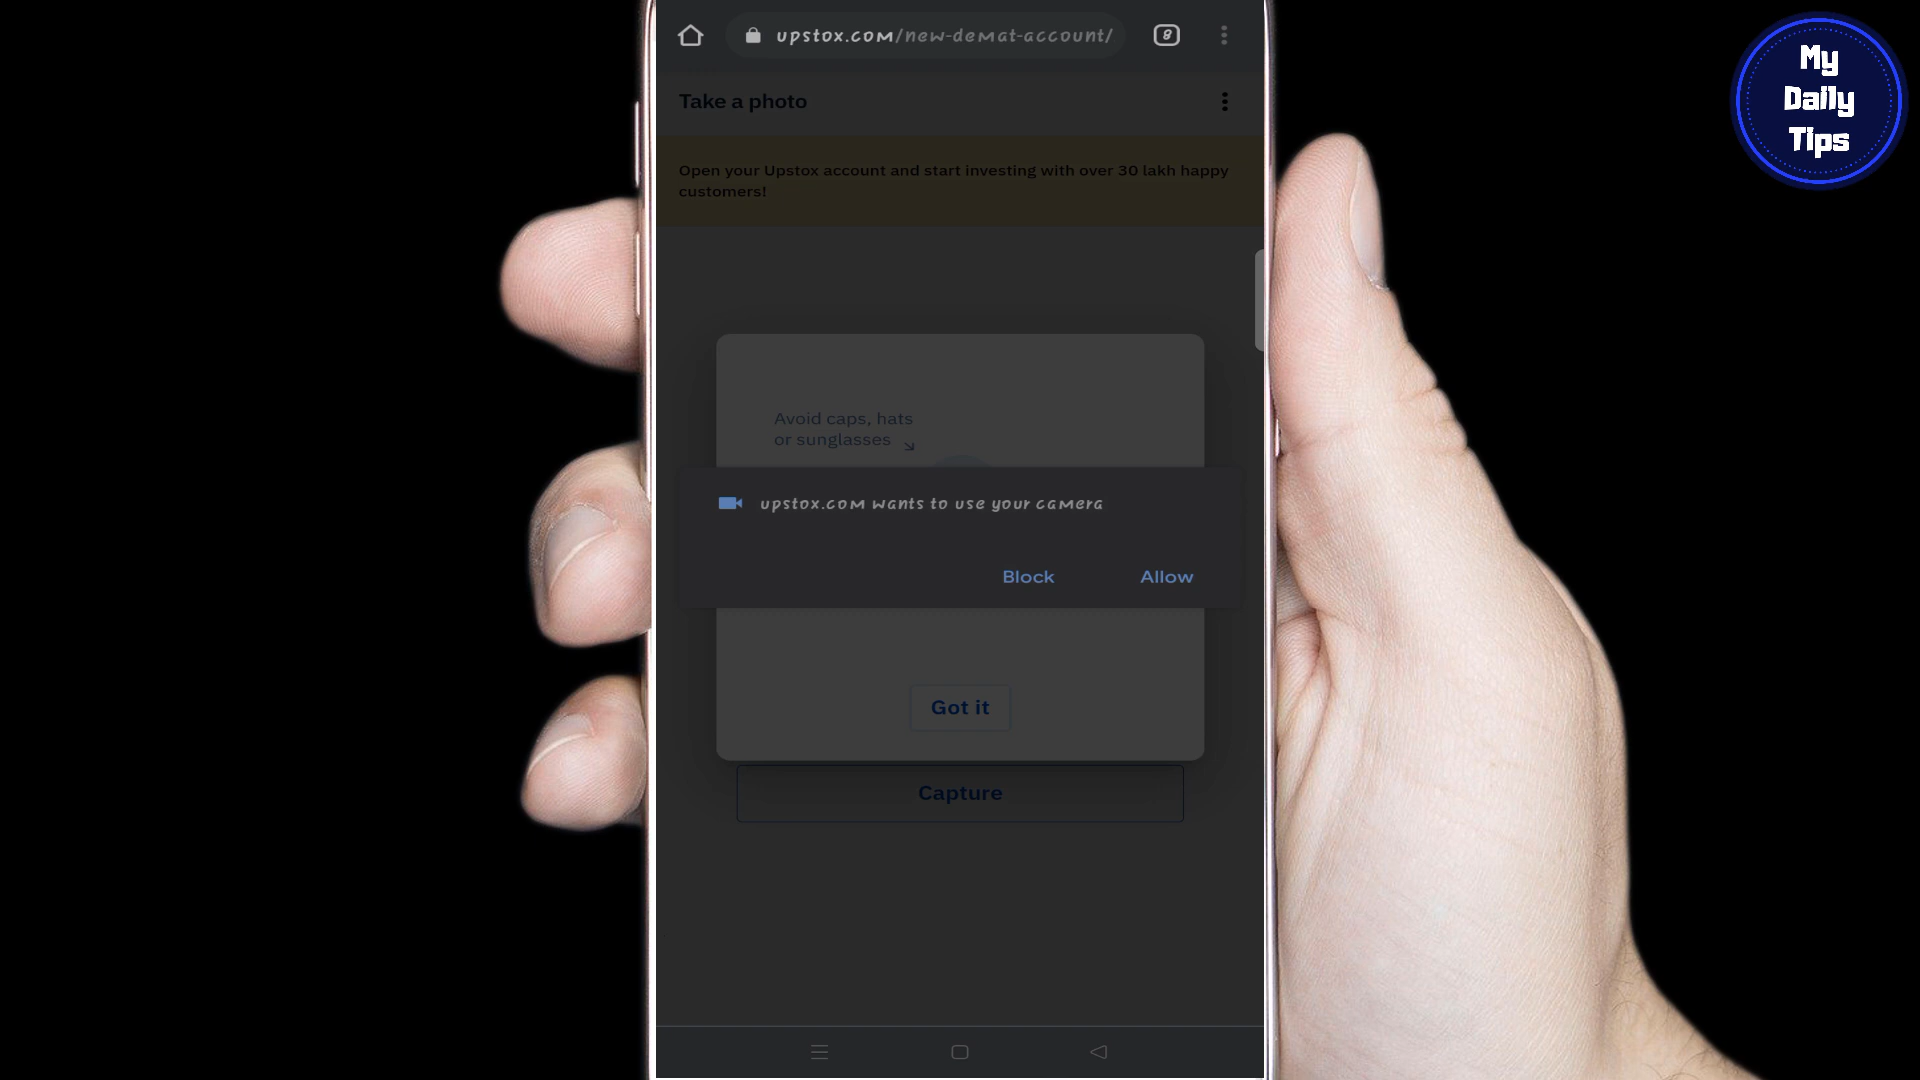 upstox.com/new-demat-account/
8
Take a photo
Open your Upstox account and start investing with over 30 lakh happy
customers!
Avoid caps, hats
or sunglasses
upstox.com wants to use your camera
Block
Allow
Got it
Capture
My
Daily
Tips